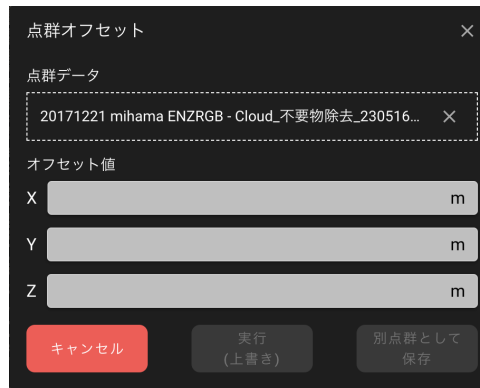 点群オフセット
点群データ
20171221 mihama ENZRGB - Cloud_不要物除去_230516...
オフセット値
X m
Y m
Z m
キャンセル
実行
(上書き)
別点群として
保存